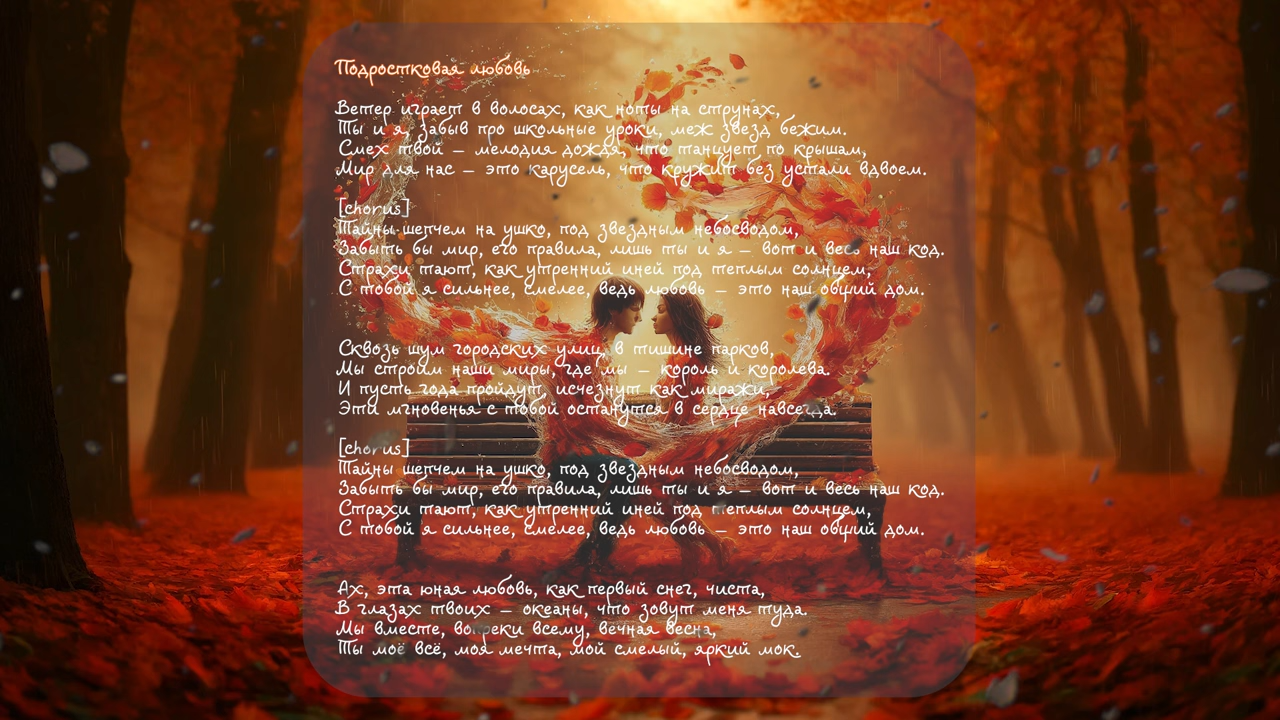 Подростковая любовь
Ветер играет в волосах, как ноты на струнах,
Ты и я, забыв про школьные уроки, меж звезд бежим.
Смех твой – мелодия дождя, что танцует по крышам,
Мир для нас – это карусель, что кружит без устали вдвоем.
[chorus]
Тайны шепчем на ушко, под звездным небосводом,
Забыть бы мир, его правила, лишь ты и я – вот и весь наш код.
Страхи тают, как утренний иней под теплым солнцем,
С тобой я сильнее, смелее, ведь любовь – это наш общий дом.
Сквозь шум городских улиц, в тишине парков,
Мы строим наши миры, где мы – король и королева.
И пусть года пройдут, исчезнут как миражи,
Эти мгновенья с тобой останутся в сердце навсегда.
[chorus]
Тайны шепчем на ушко, под звездным небосводом,
Забыть бы мир, его правила, лишь ты и я – вот и весь наш код.
Страхи тают, как утренний иней под теплым солнцем,
С тобой я сильнее, смелее, ведь любовь – это наш общий дом.
Ах, эта юная любовь, как первый снег, чиста,
В глазах твоих – океаны, что зовут меня туда.
Мы вместе, вопреки всему, вечная весна,
Ты моё всё, моя мечта, мой смелый, яркий мок.